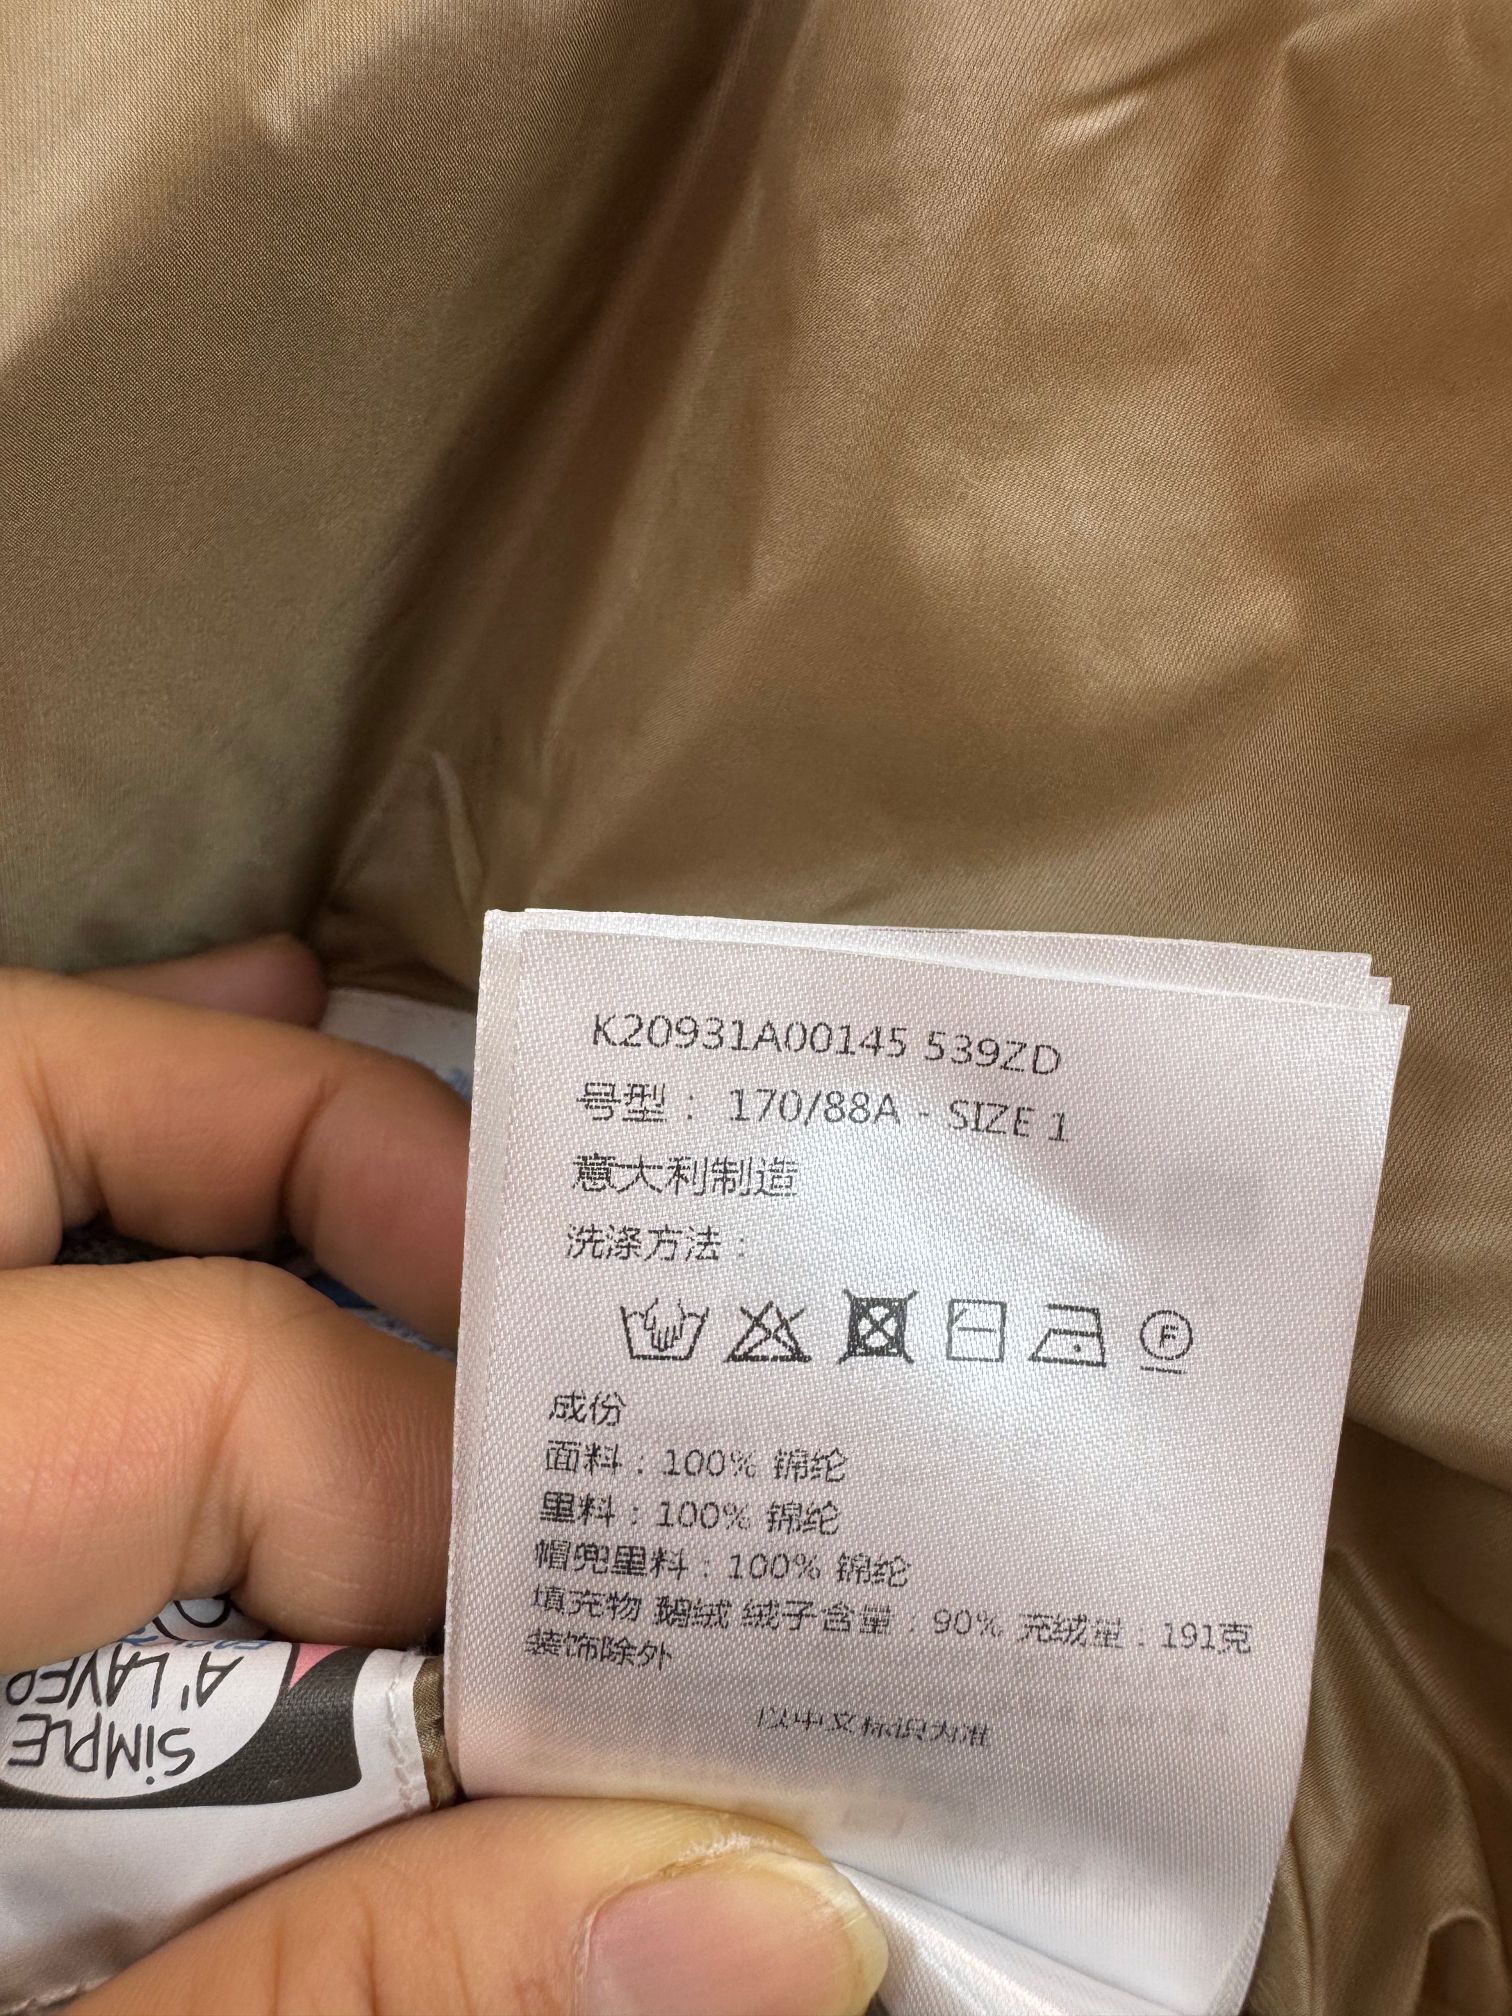 K20931A00145 539ZD
号型： 170/88A - SIZE 1
意大利制造
洗涤方法：
F
成份
面料：100% 锦纶
里料：100% 锦纶
帽兜里料：100% 锦纶
填充物 鹅绒 绒子含量：90% 充绒量：191克
装饰除外
以中文标识为准
SiMPLE
A'LAYER